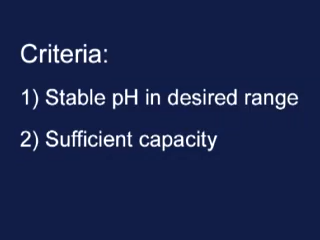 Criteria:
1) Stable pH in desired range
2) Sufficient capacity